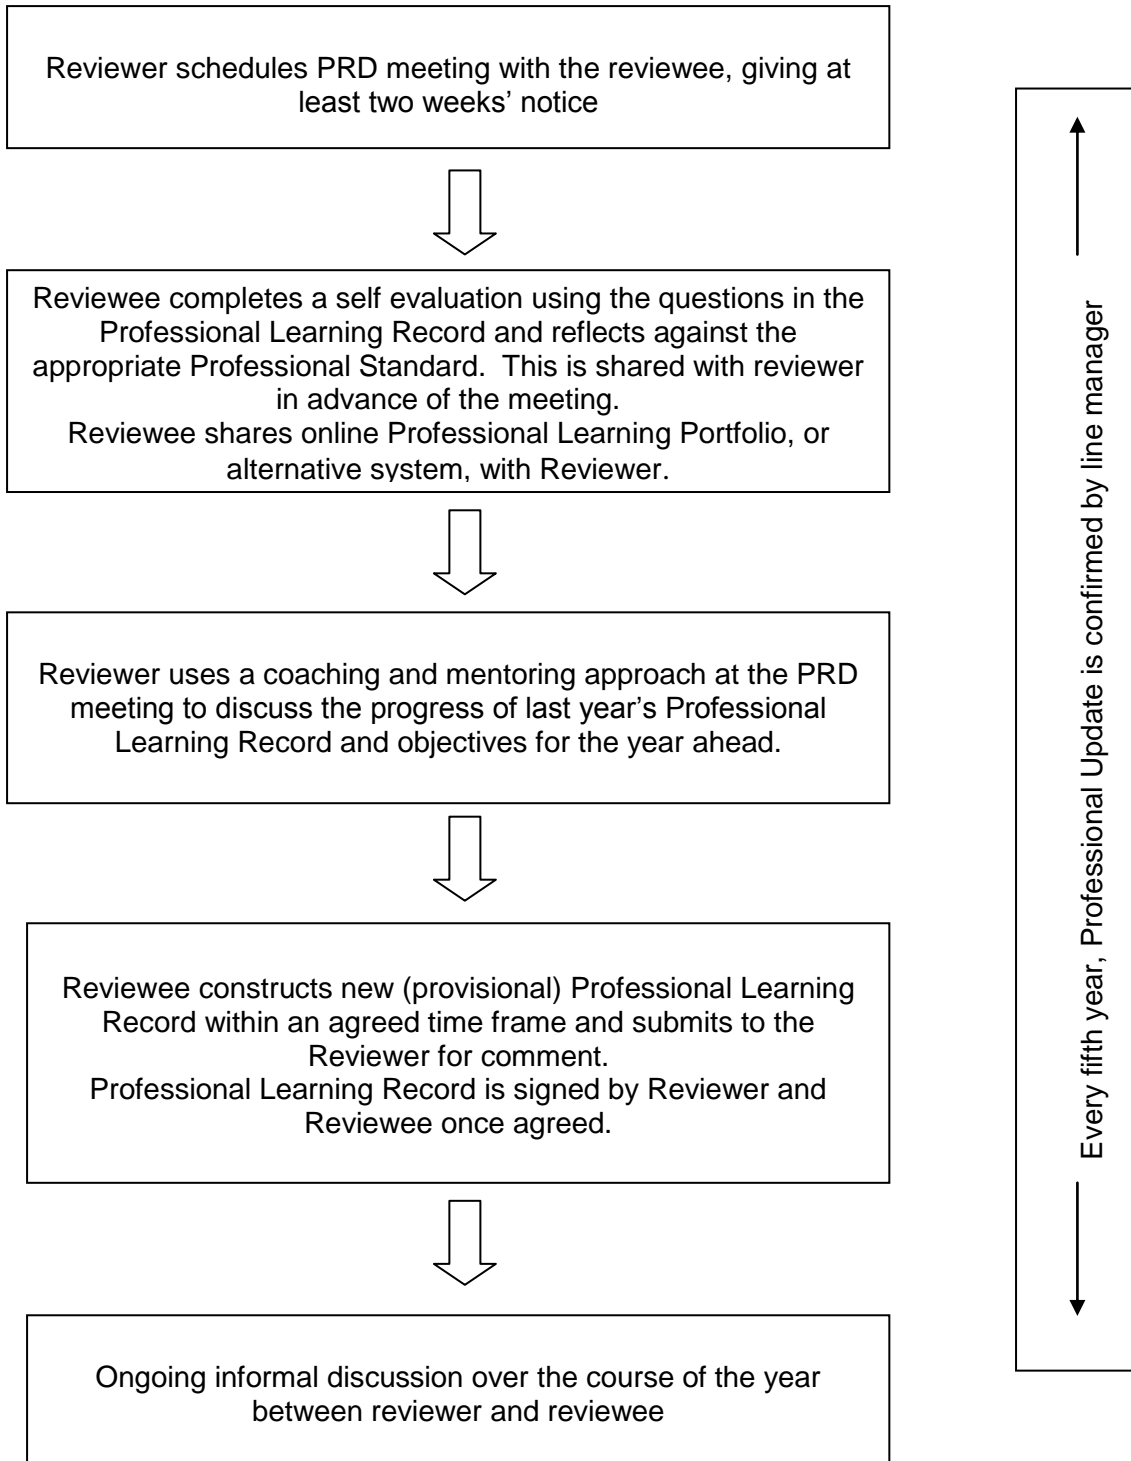 Reviewer schedules PRD meeting with the reviewee, giving at
least two weeks’ notice
Reviewee completes a self evaluation using the questions in the
Professional Learning Record and reflects against the
appropriate Professional Standard.  This is shared with reviewer
in advance of the meeting.
Reviewee shares online Professional Learning Portfolio, or
alternative system, with Reviewer.
Reviewer uses a coaching and mentoring approach at the PRD
meeting to discuss the progress of last year’s Professional
Learning Record and objectives for the year ahead.
Reviewee constructs new (provisional) Professional Learning
Record within an agreed time frame and submits to the
Reviewer for comment.
Professional Learning Record is signed by Reviewer and
Reviewee once agreed.
Ongoing informal discussion over the course of the year
between reviewer and reviewee
Every fifth year, Professional Update is confirmed by line manager